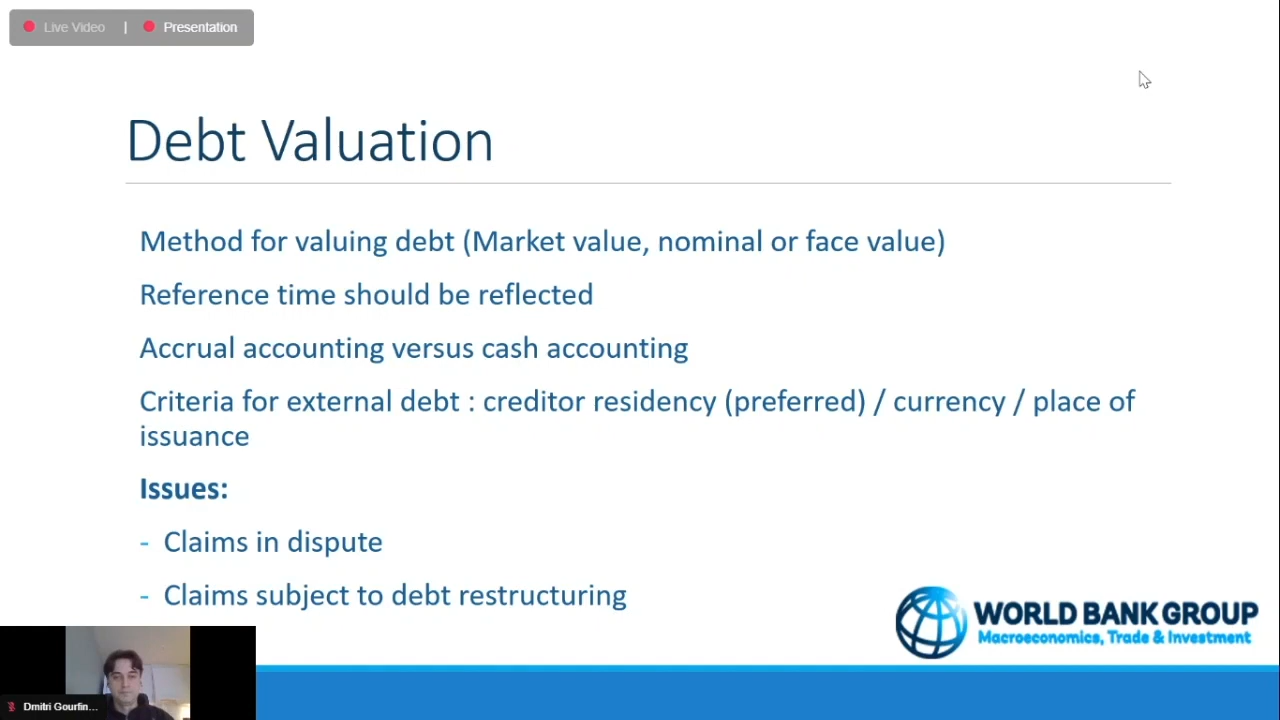 Live Video | Presentation
Debt Valuation
Method for valuing debt (Market value, nominal or face value)
Reference time should be reflected
Accrual accounting versus cash accounting
Criteria for external debt : creditor residency (preferred) / currency / place of
issuance
Issues:
- Claims in dispute
- Claims subject to debt restructuring
WORLD BANK GROUP
Macroeconomics, Trade & Investment
Dmitri Gourfin...